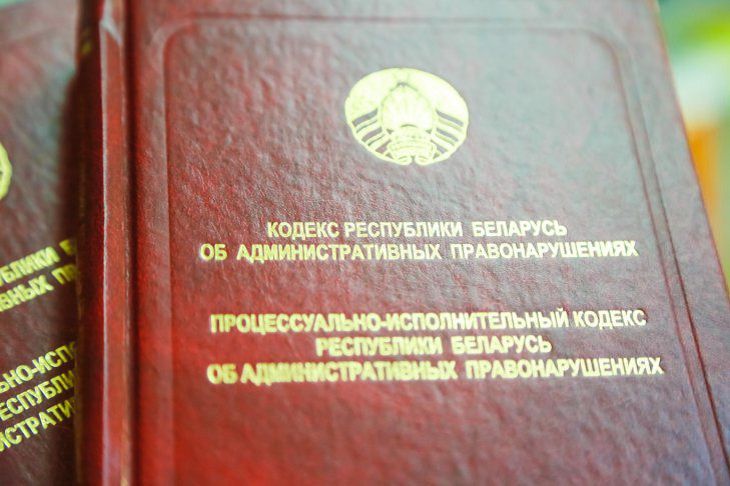 КОДЕКС РЕСПУБЛИКИ БЕЛАРУСЬ
ОБ АДМИНИСТРАТИВНЫХ ПРАВОНАРУШЕНИЯХ
ПРОЦЕССУАЛЬНО-ИСПОЛНИТЕЛЬНЫЙ КОДЕКС
РЕСПУБЛИКИ БЕЛАРУСЬ
ОБ АДМИНИСТРАТИВНЫХ ПРАВОНАРУШЕНИЯХ